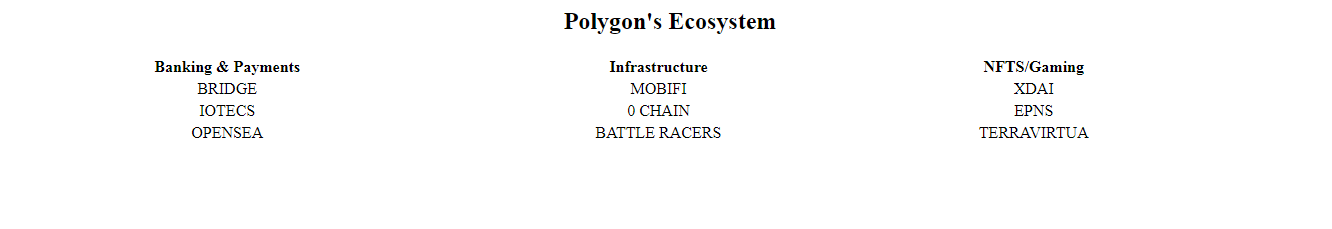 Polygon's Ecosystem
Banking & Payments Infrastructure NFTS/Gaming
BRIDGE MOBIFI XDAI
IOTECS 0 CHAIN EPNS
OPENSEA BATTLE RACERS TERRAVIRTUA